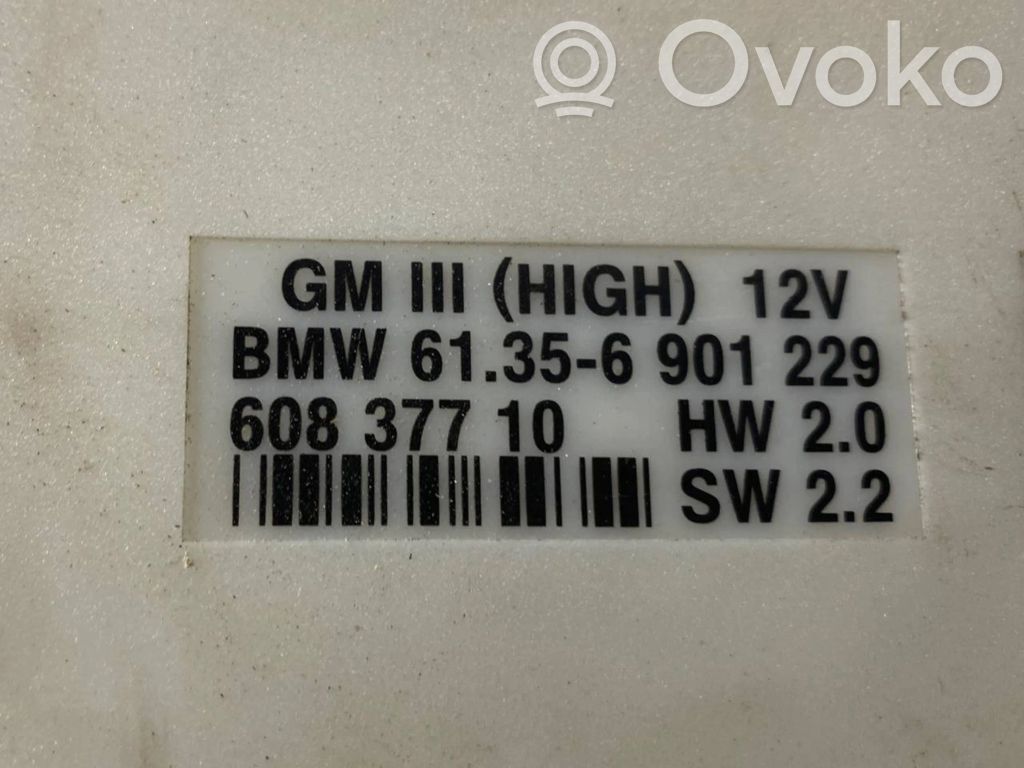 Ovoko
GM III (HIGH) 12V
BMW 61.35-6 901 229
608 377 10 HW 2.0
SW 2.2